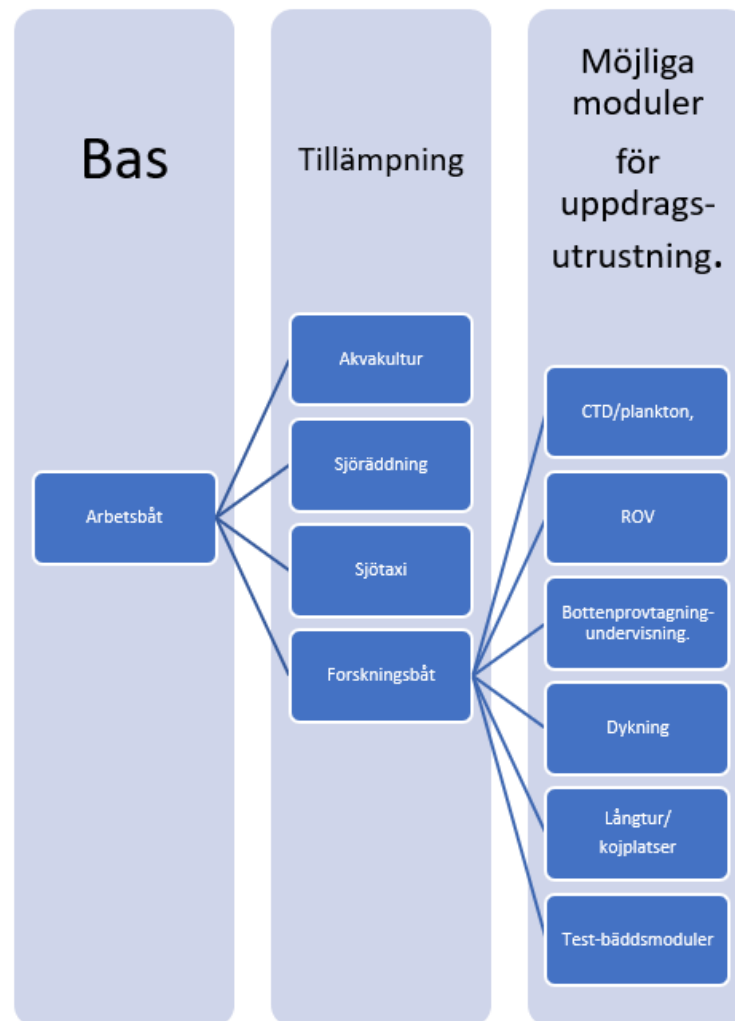 Bas
Tillämpning
Möjliga
moduler
för
uppdrags-
utrustning.
Arbetsbåt
Akvakultur
Sjöräddning
Sjötaxi
Forskningsbåt
CTD/plankton,
ROV
Bottenprovtagning-
undervisning.
Dykning
Långtur/
kojplatser
Test-bäddsmoduler